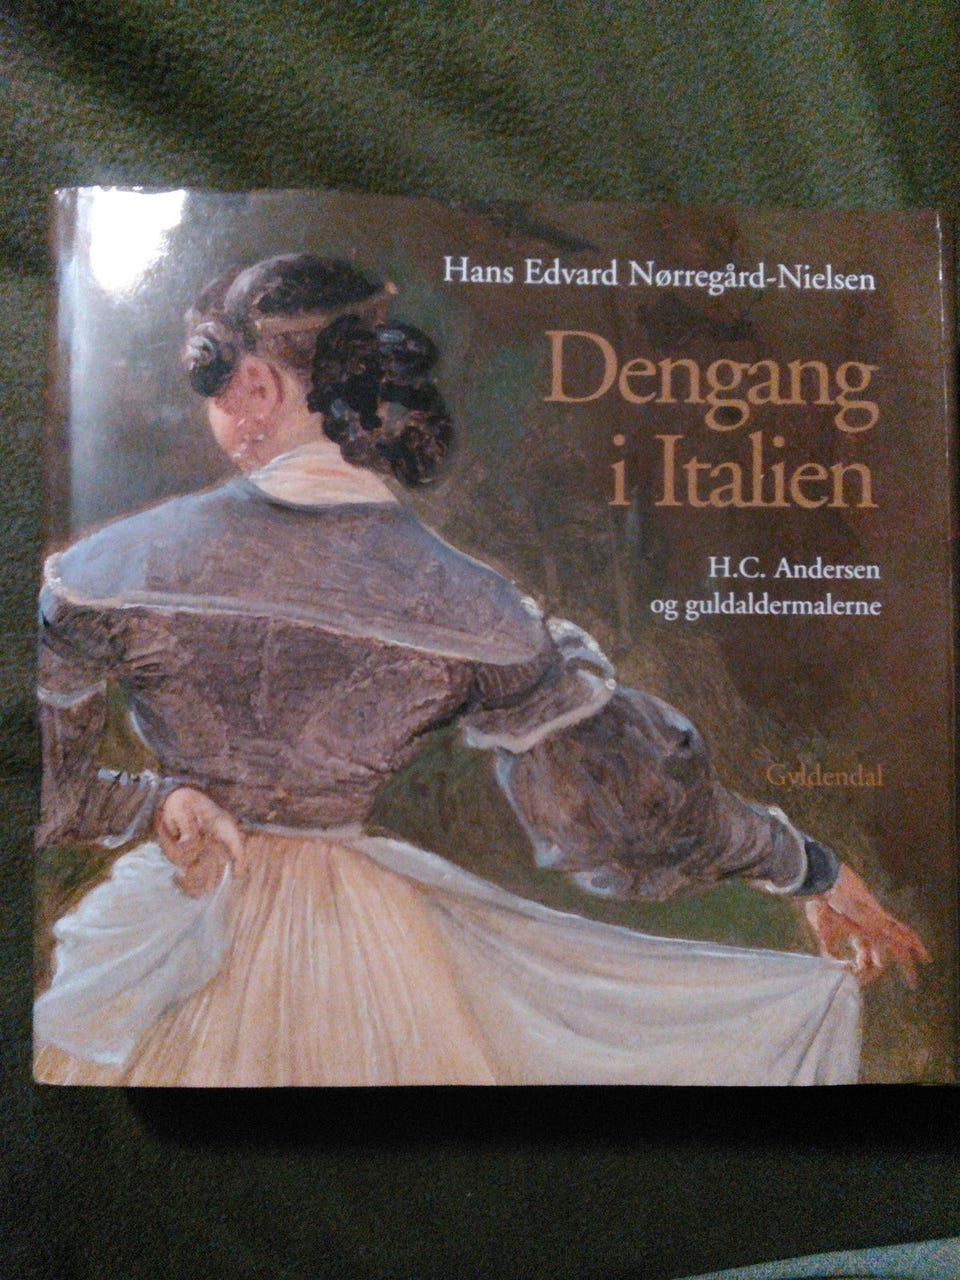 Hans Edvard Nørregård-Nielsen
Dengang
i Italien
H.C. Andersen
og guldaldermalerne
Gyldendal